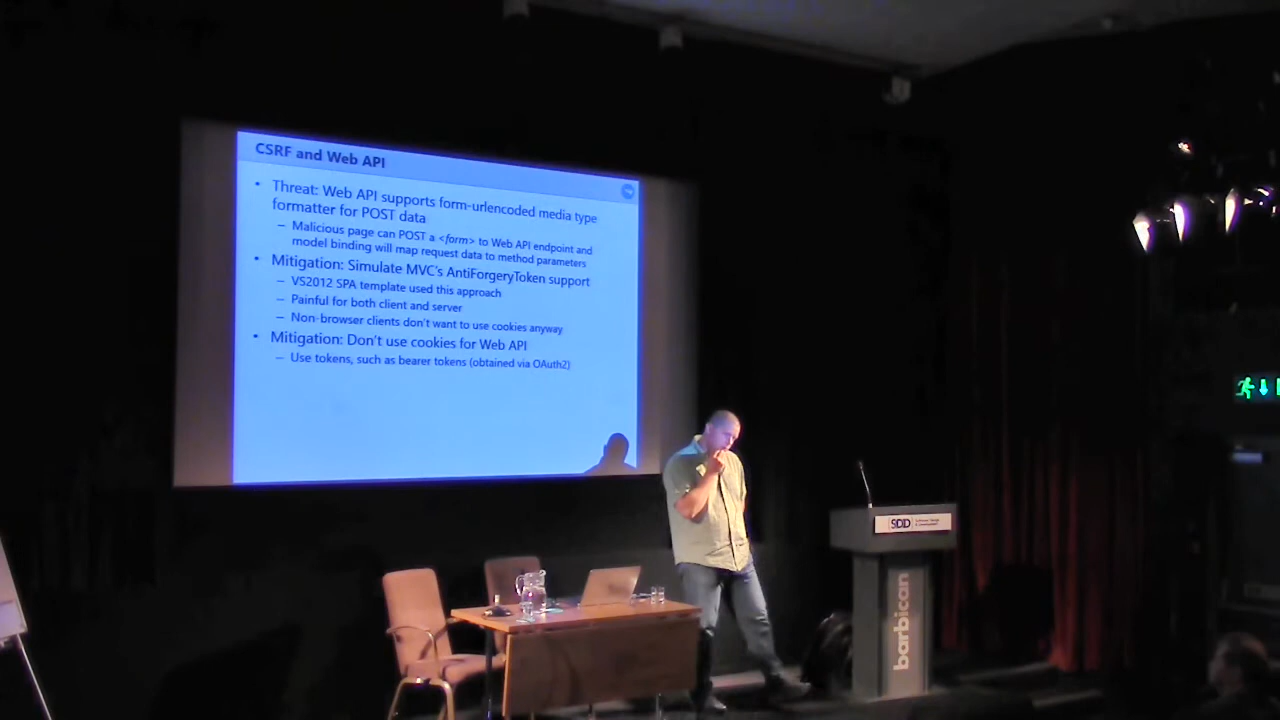 CSRF and Web API
• Threat: Web API supports form-urlencoded media type
formatter for POST data
– Malicious page can POST a <form> to Web API endpoint and
model binding will map request data to method parameters
• Mitigation: Simulate MVC's AntiForgeryToken support
– VS2012 SPA template used this approach
– Painful for both client and server
– Non-browser clients don't want to use cookies anyway
• Mitigation: Don't use cookies for Web API
– Use tokens, such as bearer tokens (obtained via OAuth2)
SDD
barbican